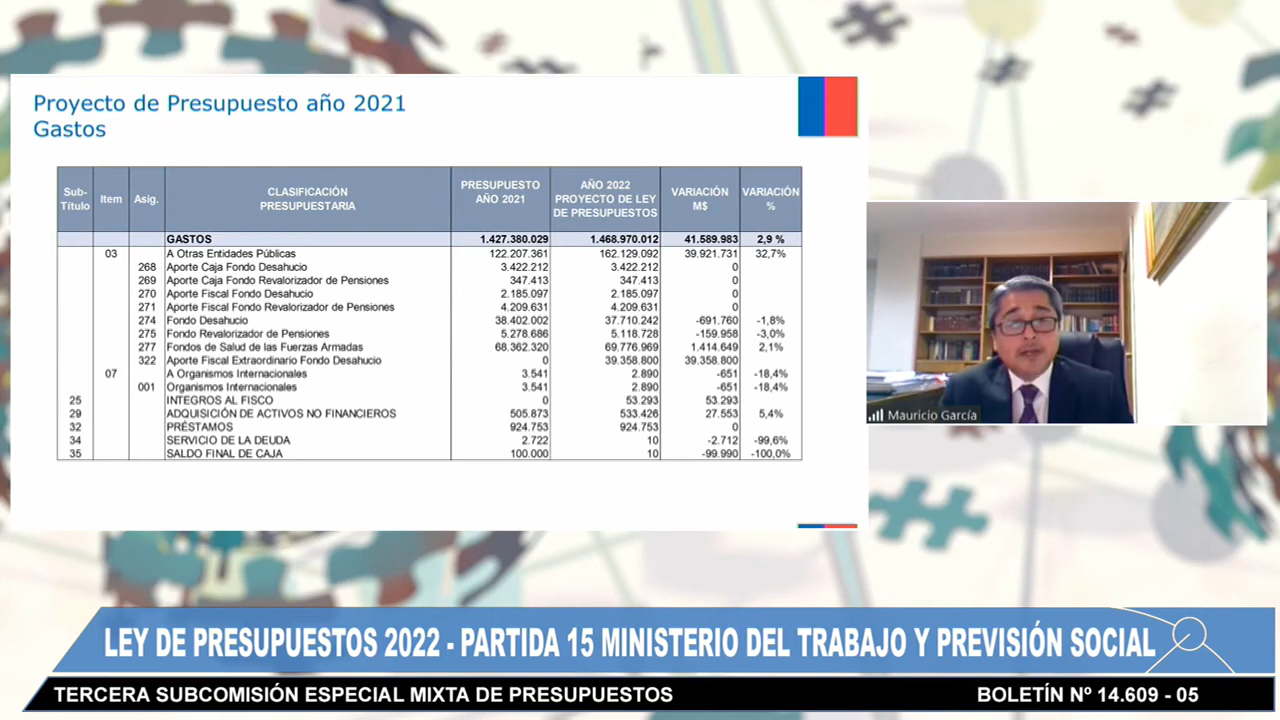 Proyecto de Presupuesto año 2021
Gastos
Sub-Título Item Asig. CLASIFICACIÓN PRESUPUESTARIA PRESUPUESTO AÑO 2021 AÑO 2022 PROYECTO DE LEY DE PRESUPUESTOS VARIACIÓN M$ VARIACIÓN %
GASTOS 1.427.380.029 1.468.970.012 41.589.983 2,9 %
03 A Otras Entidades Públicas 122.207.361 162.129.092 39.921.731 32,7%
268 Aporte Caja Fondo Desahucio 3.422.212 3.422.212 0
269 Aporte Caja Fondo Revalorizador de Pensiones 347.413 347.413 0
270 Aporte Fiscal Fondo Desahucio 2.185.097 2.185.097 0
271 Aporte Fiscal Fondo Revalorizador de Pensiones 4.209.631 4.209.631 0
274 Fondo Desahucio 38.402.002 37.710.242 -691.760 -1,8%
275 Fondo Revalorizador de Pensiones 5.278.686 5.118.728 -159.958 -3,0%
277 Fondos de Salud de las Fuerzas Armadas 68.362.320 69.776.969 1.414.649 2,1%
322 Aporte Fiscal Extraordinario Fondo Desahucio 0 39.358.800 39.358.800
07 A Organismos Internacionales 3.541 2.890 -651 -18,4%
001 Organismos Internacionales 3.541 2.890 -651 -18,4%
25 INTEGROS AL FISCO 0 53.293 53.293
29 ADQUISICIÓN DE ACTIVOS NO FINANCIEROS 505.873 533.426 27.553 5,4%
32 PRÉSTAMOS 924.753 924.753 0
34 SERVICIO DE LA DEUDA 2.722 10 -2.712 -99,6%
35 SALDO FINAL DE CAJA 100.000 10 -99.990 -100,0%
Mauricio García
LEY DE PRESUPUESTOS 2022 - PARTIDA 15 MINISTERIO DEL TRABAJO Y PREVISIÓN SOCIAL
TERCERA SUBCOMISIÓN ESPECIAL MIXTA DE PRESUPUESTOS BOLETÍN Nº 14.609 - 05